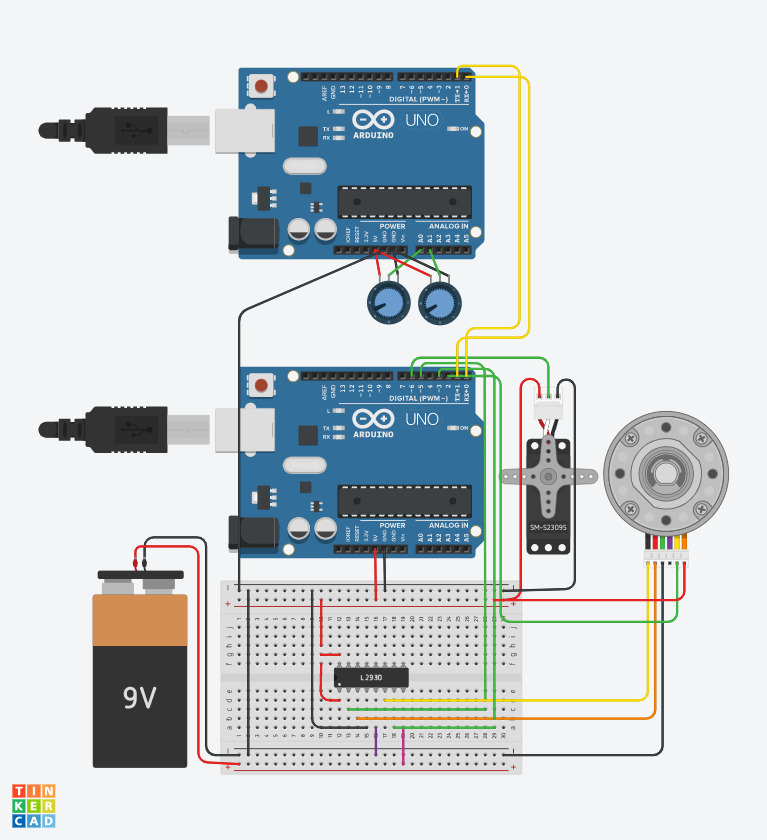 AREF
GND
13
12
~11
~10
~9
8
7
~6
~5
4
~3
2
TX→1
RX←0
DIGITAL (PWM~)
L
TX
RX
UNO
ON
ARDUINO
POWER
ANALOG IN
IOREF
RESET
3.3V
5V
GND
GND
Vin
A0
A1
A2
A3
A4
A5
AREF
GND
13
12
~11
~10
~9
8
7
~6
~5
4
~3
2
TX→1
RX←0
DIGITAL (PWM~)
L
TX
RX
UNO
ON
ARDUINO
POWER
ANALOG IN
IOREF
RESET
3.3V
5V
GND
GND
Vin
A0
A1
A2
A3
A4
A5
SM-S2309S
9V
L293D
TIN
KER
CAD